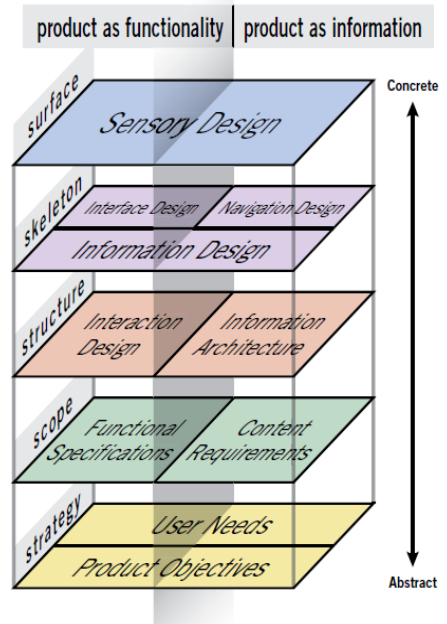 product as functionality
product as information
Concrete
surface
Sensory Design
skeleton
Interface Design
Navigation Design
Information Design
structure
Interaction
Design
Information
Architecture
scope
Functional
Specifications
Content
Requirements
strategy
User Needs
Product Objectives
Abstract